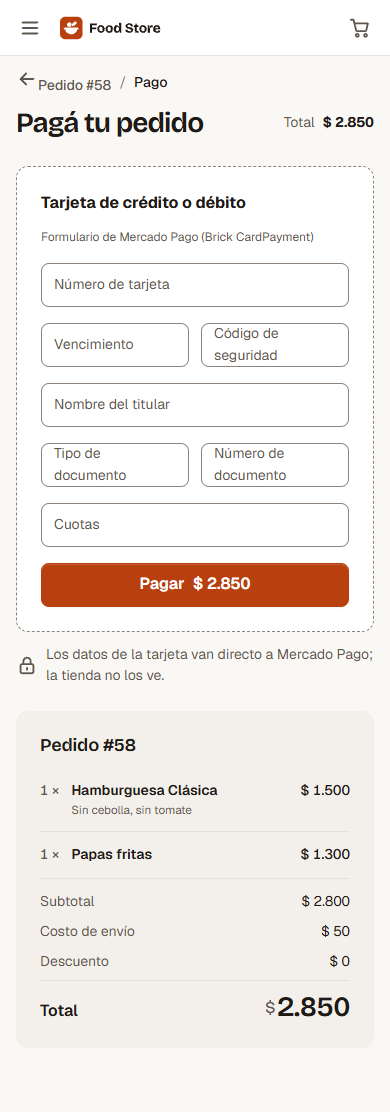 Food Store
Pedido #58 / Pago
Pagá tu pedido
Total $ 2.850
Tarjeta de crédito o débito
Formulario de Mercado Pago (Brick CardPayment)
Número de tarjeta
Vencimiento
Código de
seguridad
Nombre del titular
Tipo de
documento
Número de
documento
Cuotas
Pagar $ 2.850
Los datos de la tarjeta van directo a Mercado Pago;
la tienda no los ve.
Pedido #58
1 × Hamburguesa Clásica $ 1.500
Sin cebolla, sin tomate
1 × Papas fritas $ 1.300
Subtotal $ 2.800
Costo de envío $ 50
Descuento $ 0
Total $2.850